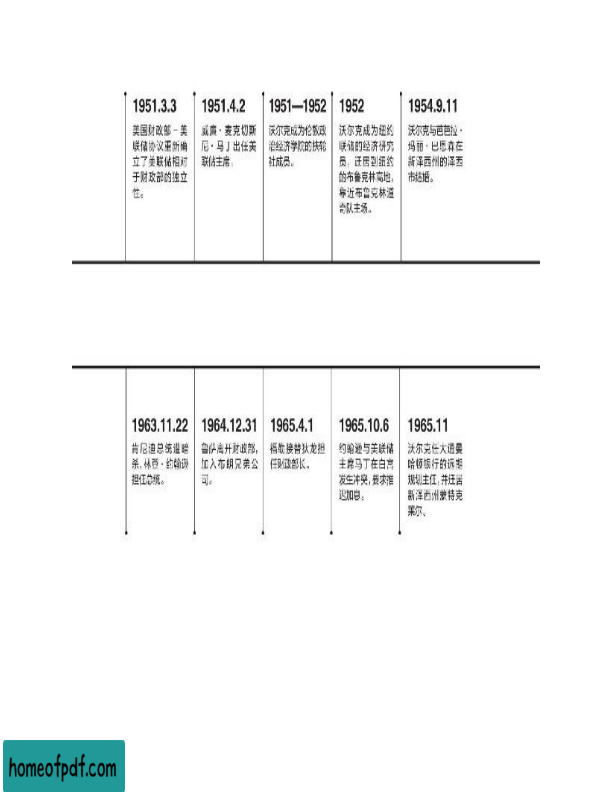 1951.3.3
美国财政部－美
联储协议重新确
立了美联储相对
于财政部的独立
性。
1951.4.2
威廉·麦克切斯
尼·马丁出任美
联储主席。
1951—1952
沃尔克成为伦敦政
治经济学院的扶轮
社成员。
1952
沃尔克成为纽约
联储的经济研究
员，迁居到纽约
的布鲁克林高地，
靠近布鲁克林道
奇队主场。
1954.9.11
沃尔克与芭芭拉·
玛丽·巴恩森在
新泽西州的泽西
市结婚。
1963.11.22
肯尼迪总统遭暗
杀，林登·约翰逊
担任总统。
1964.12.31
鲁萨离开财政部，
加入布朗兄弟公
司。
1965.4.1
福勒接替狄龙担
任财政部长。
1965.10.6
约翰逊与美联储
主席马丁在白宫
发生冲突，要求推
迟加息。
1965.11
沃尔克任大通曼
哈顿银行的远期
规划主任，并迁居
新泽西州蒙特克
莱尔。
homeofpdf.com